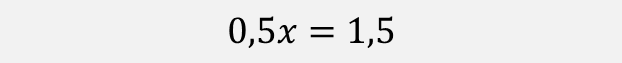 0,5x = 1,5